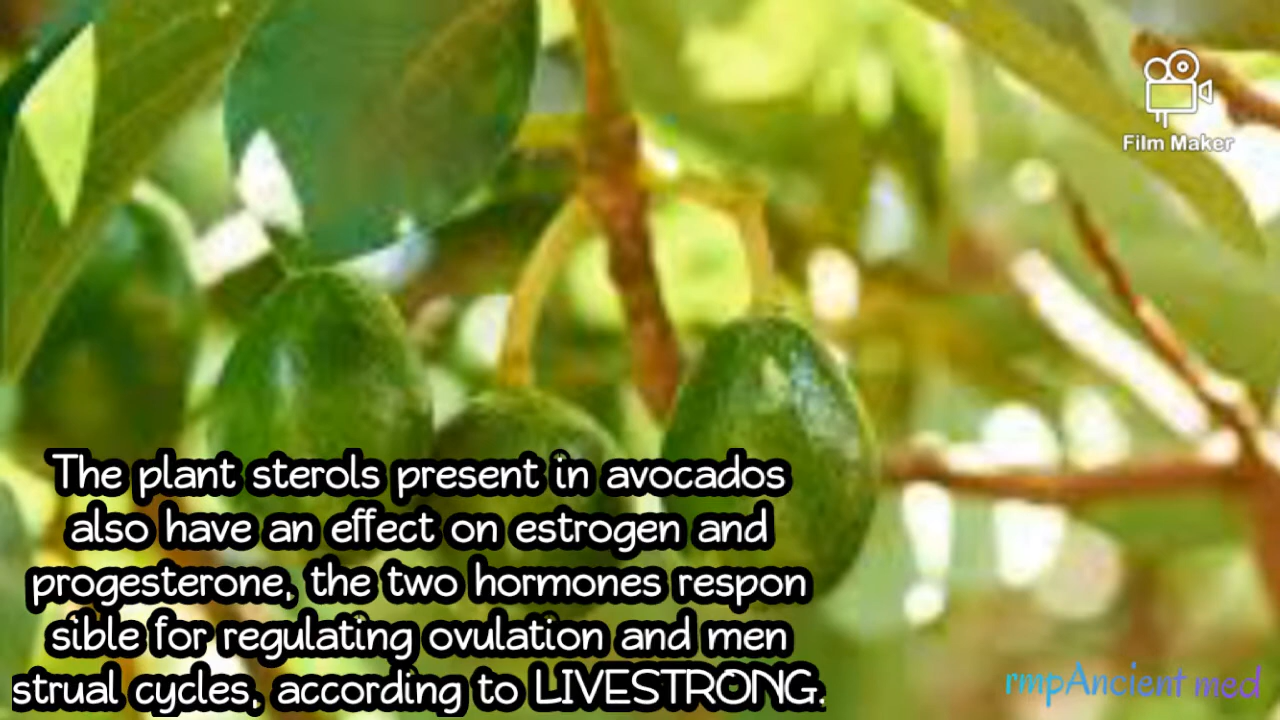 Film Maker
The plant sterols present in avocados
also have an effect on estrogen and
progesterone, the two hormones respon
sible for regulating ovulation and men
strual cycles, according to LIVESTRONG.
rmpAncient med